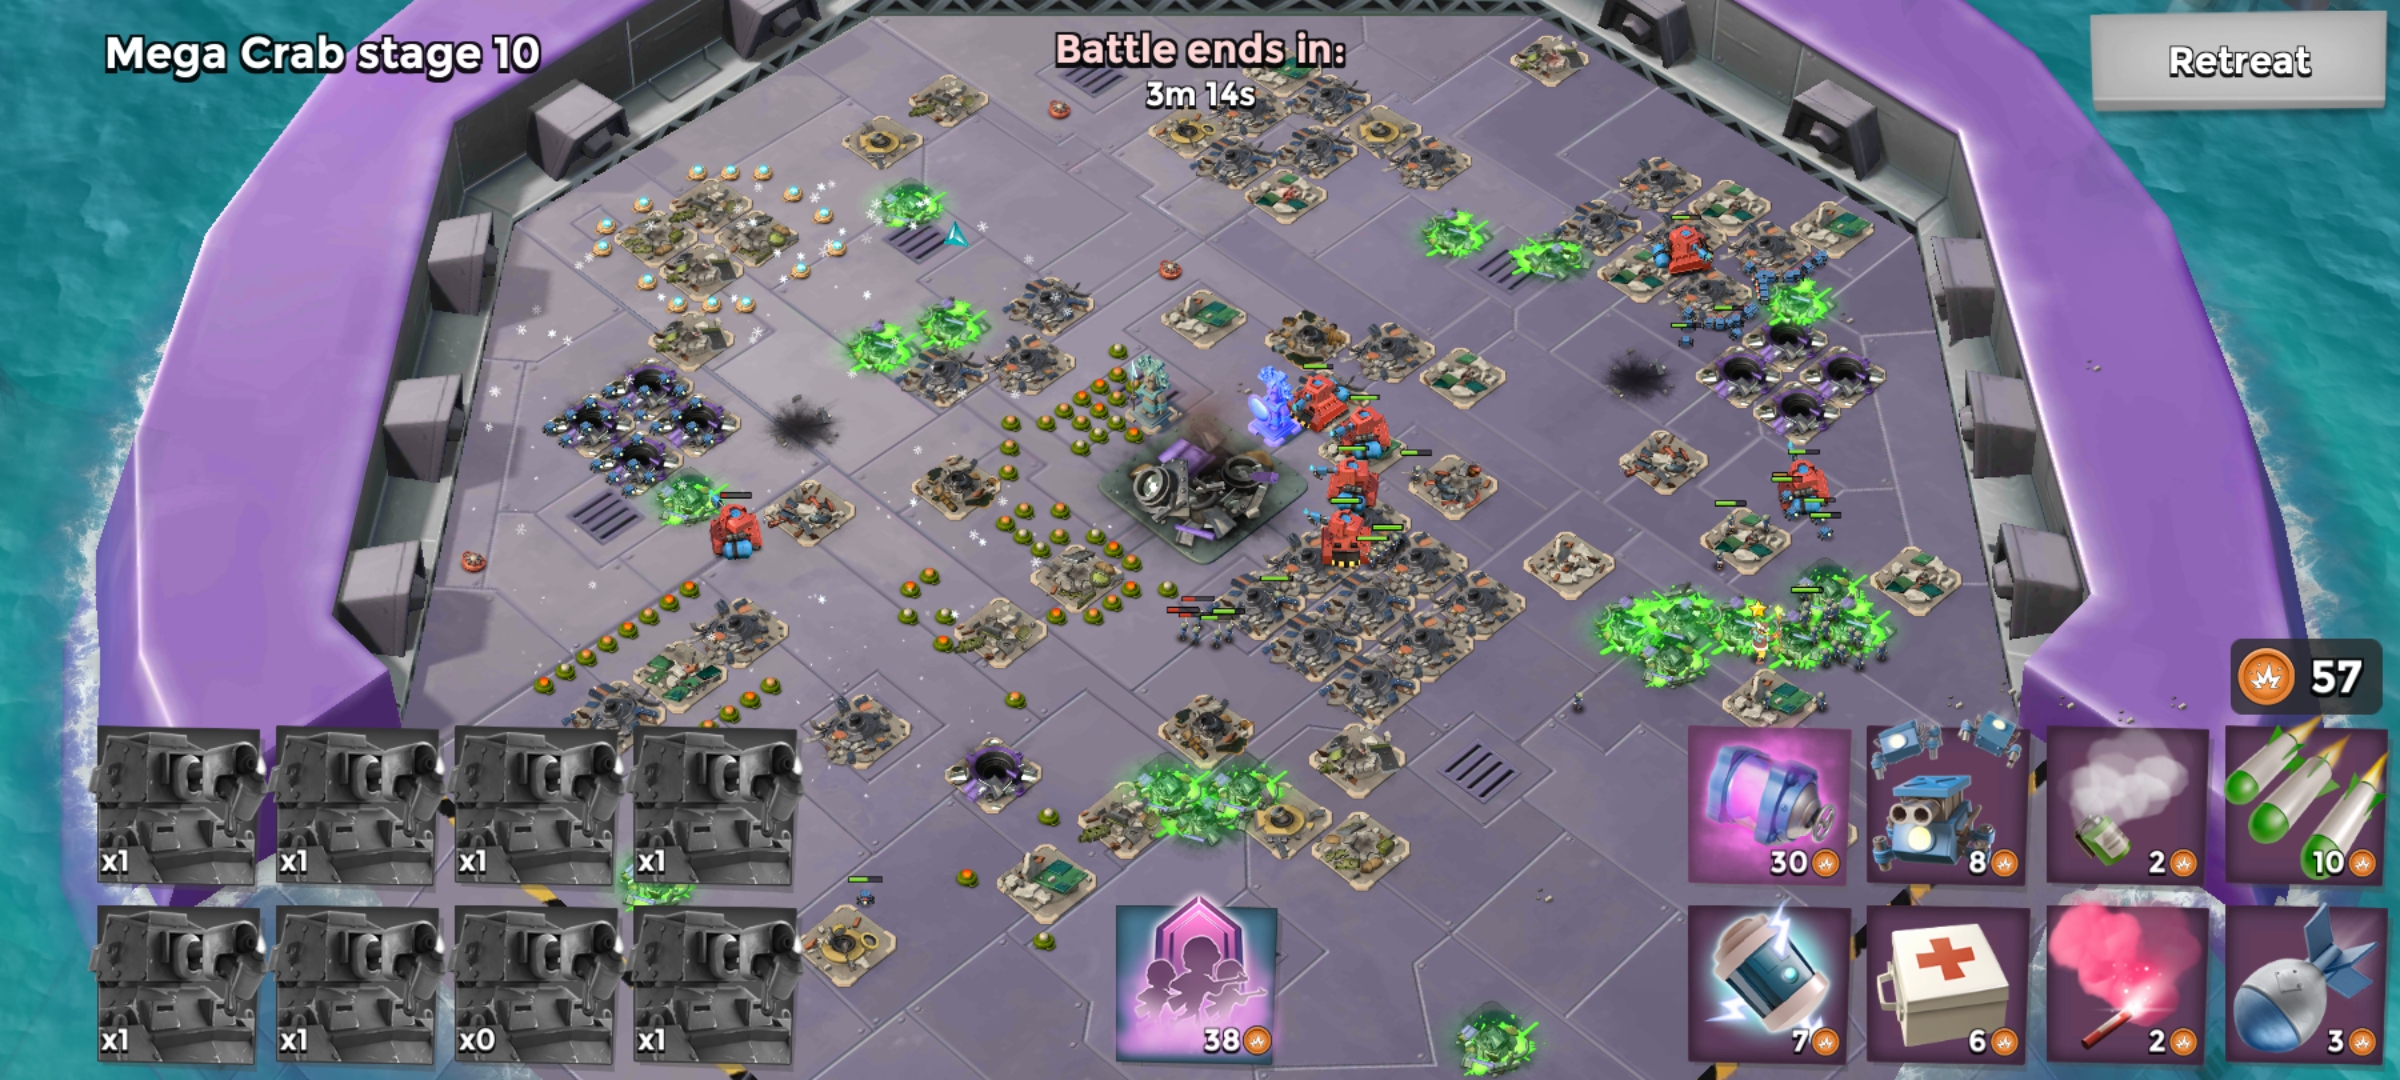 Mega Crab stage 10
Battle ends in:
3m 14s
Retreat
57
x1
x1
x1
x1
30
8
2
10
x1
x1
x0
x1
38
7
6
2
3